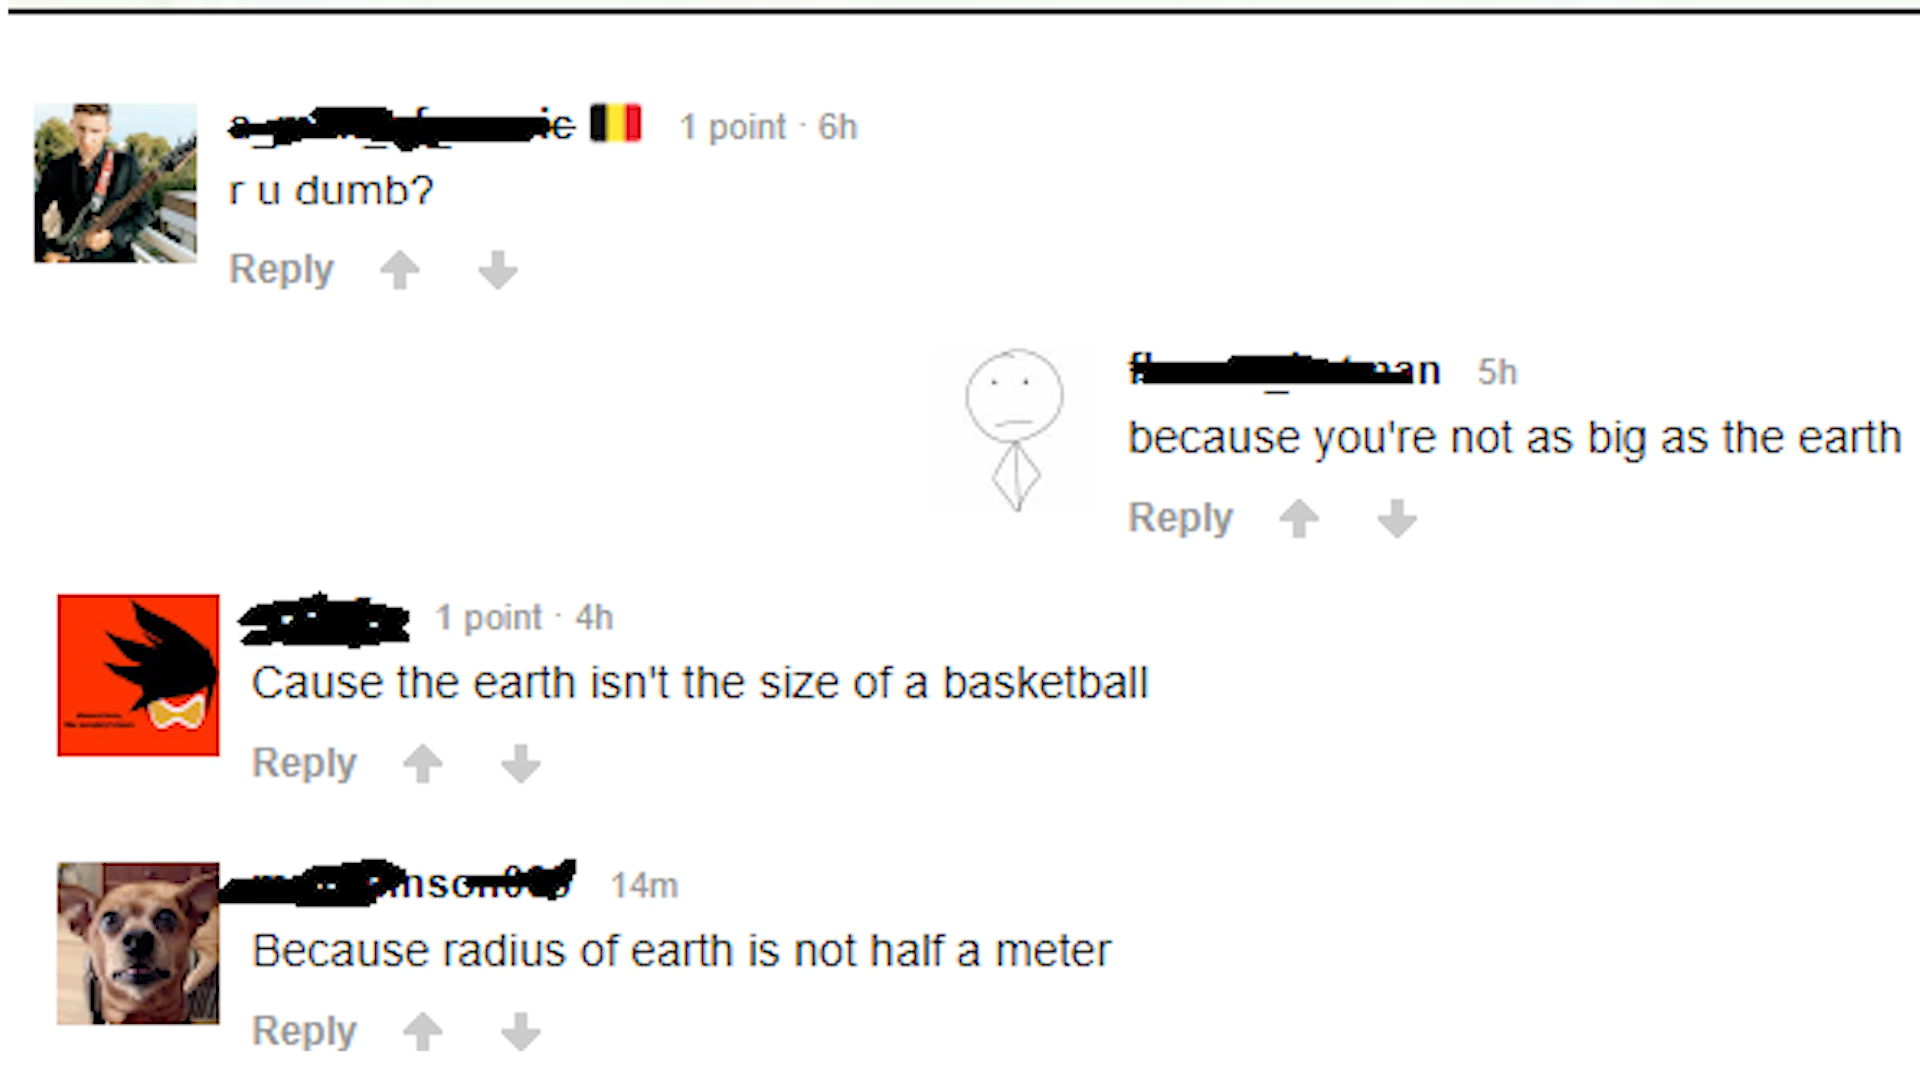 1 point · 6h
r u dumb?
Reply
5h
because you're not as big as the earth
Reply
1 point · 4h
Cause the earth isn't the size of a basketball
Reply
14m
Because radius of earth is not half a meter
Reply